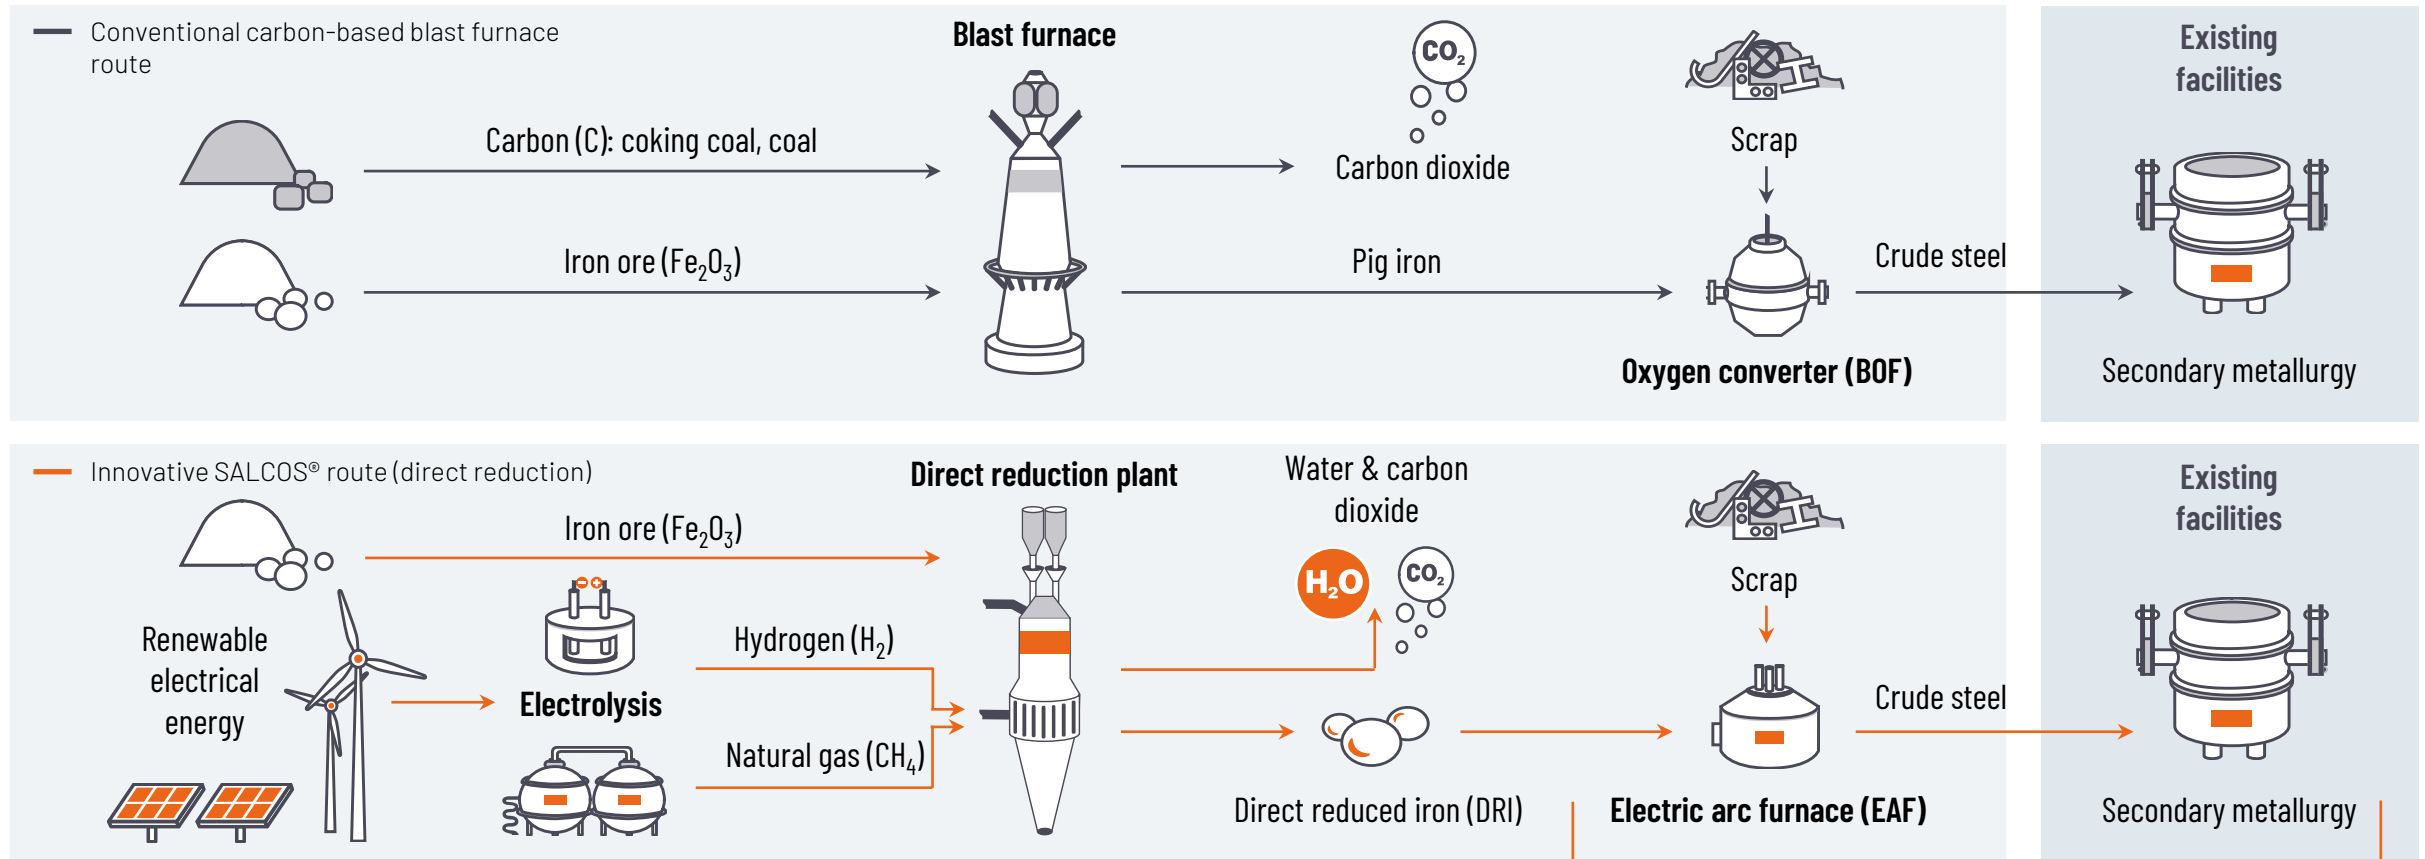 Conventional carbon-based blast furnace
route
Blast furnace
CO₂
Existing
facilities
Carbon (C): coking coal, coal
Scrap
Carbon dioxide
Iron ore (Fe₂O₃)
Pig iron
Crude steel
Oxygen converter (BOF)
Secondary metallurgy
Innovative SALCOS® route (direct reduction)
Direct reduction plant
Water & carbon
dioxide
Existing
facilities
Iron ore (Fe₂O₃)
H₂O
CO₂
Scrap
Renewable
electrical
energy
Hydrogen (H₂)
Electrolysis
Crude steel
Natural gas (CH₄)
Direct reduced iron (DRI)
Electric arc furnace (EAF)
Secondary metallurgy